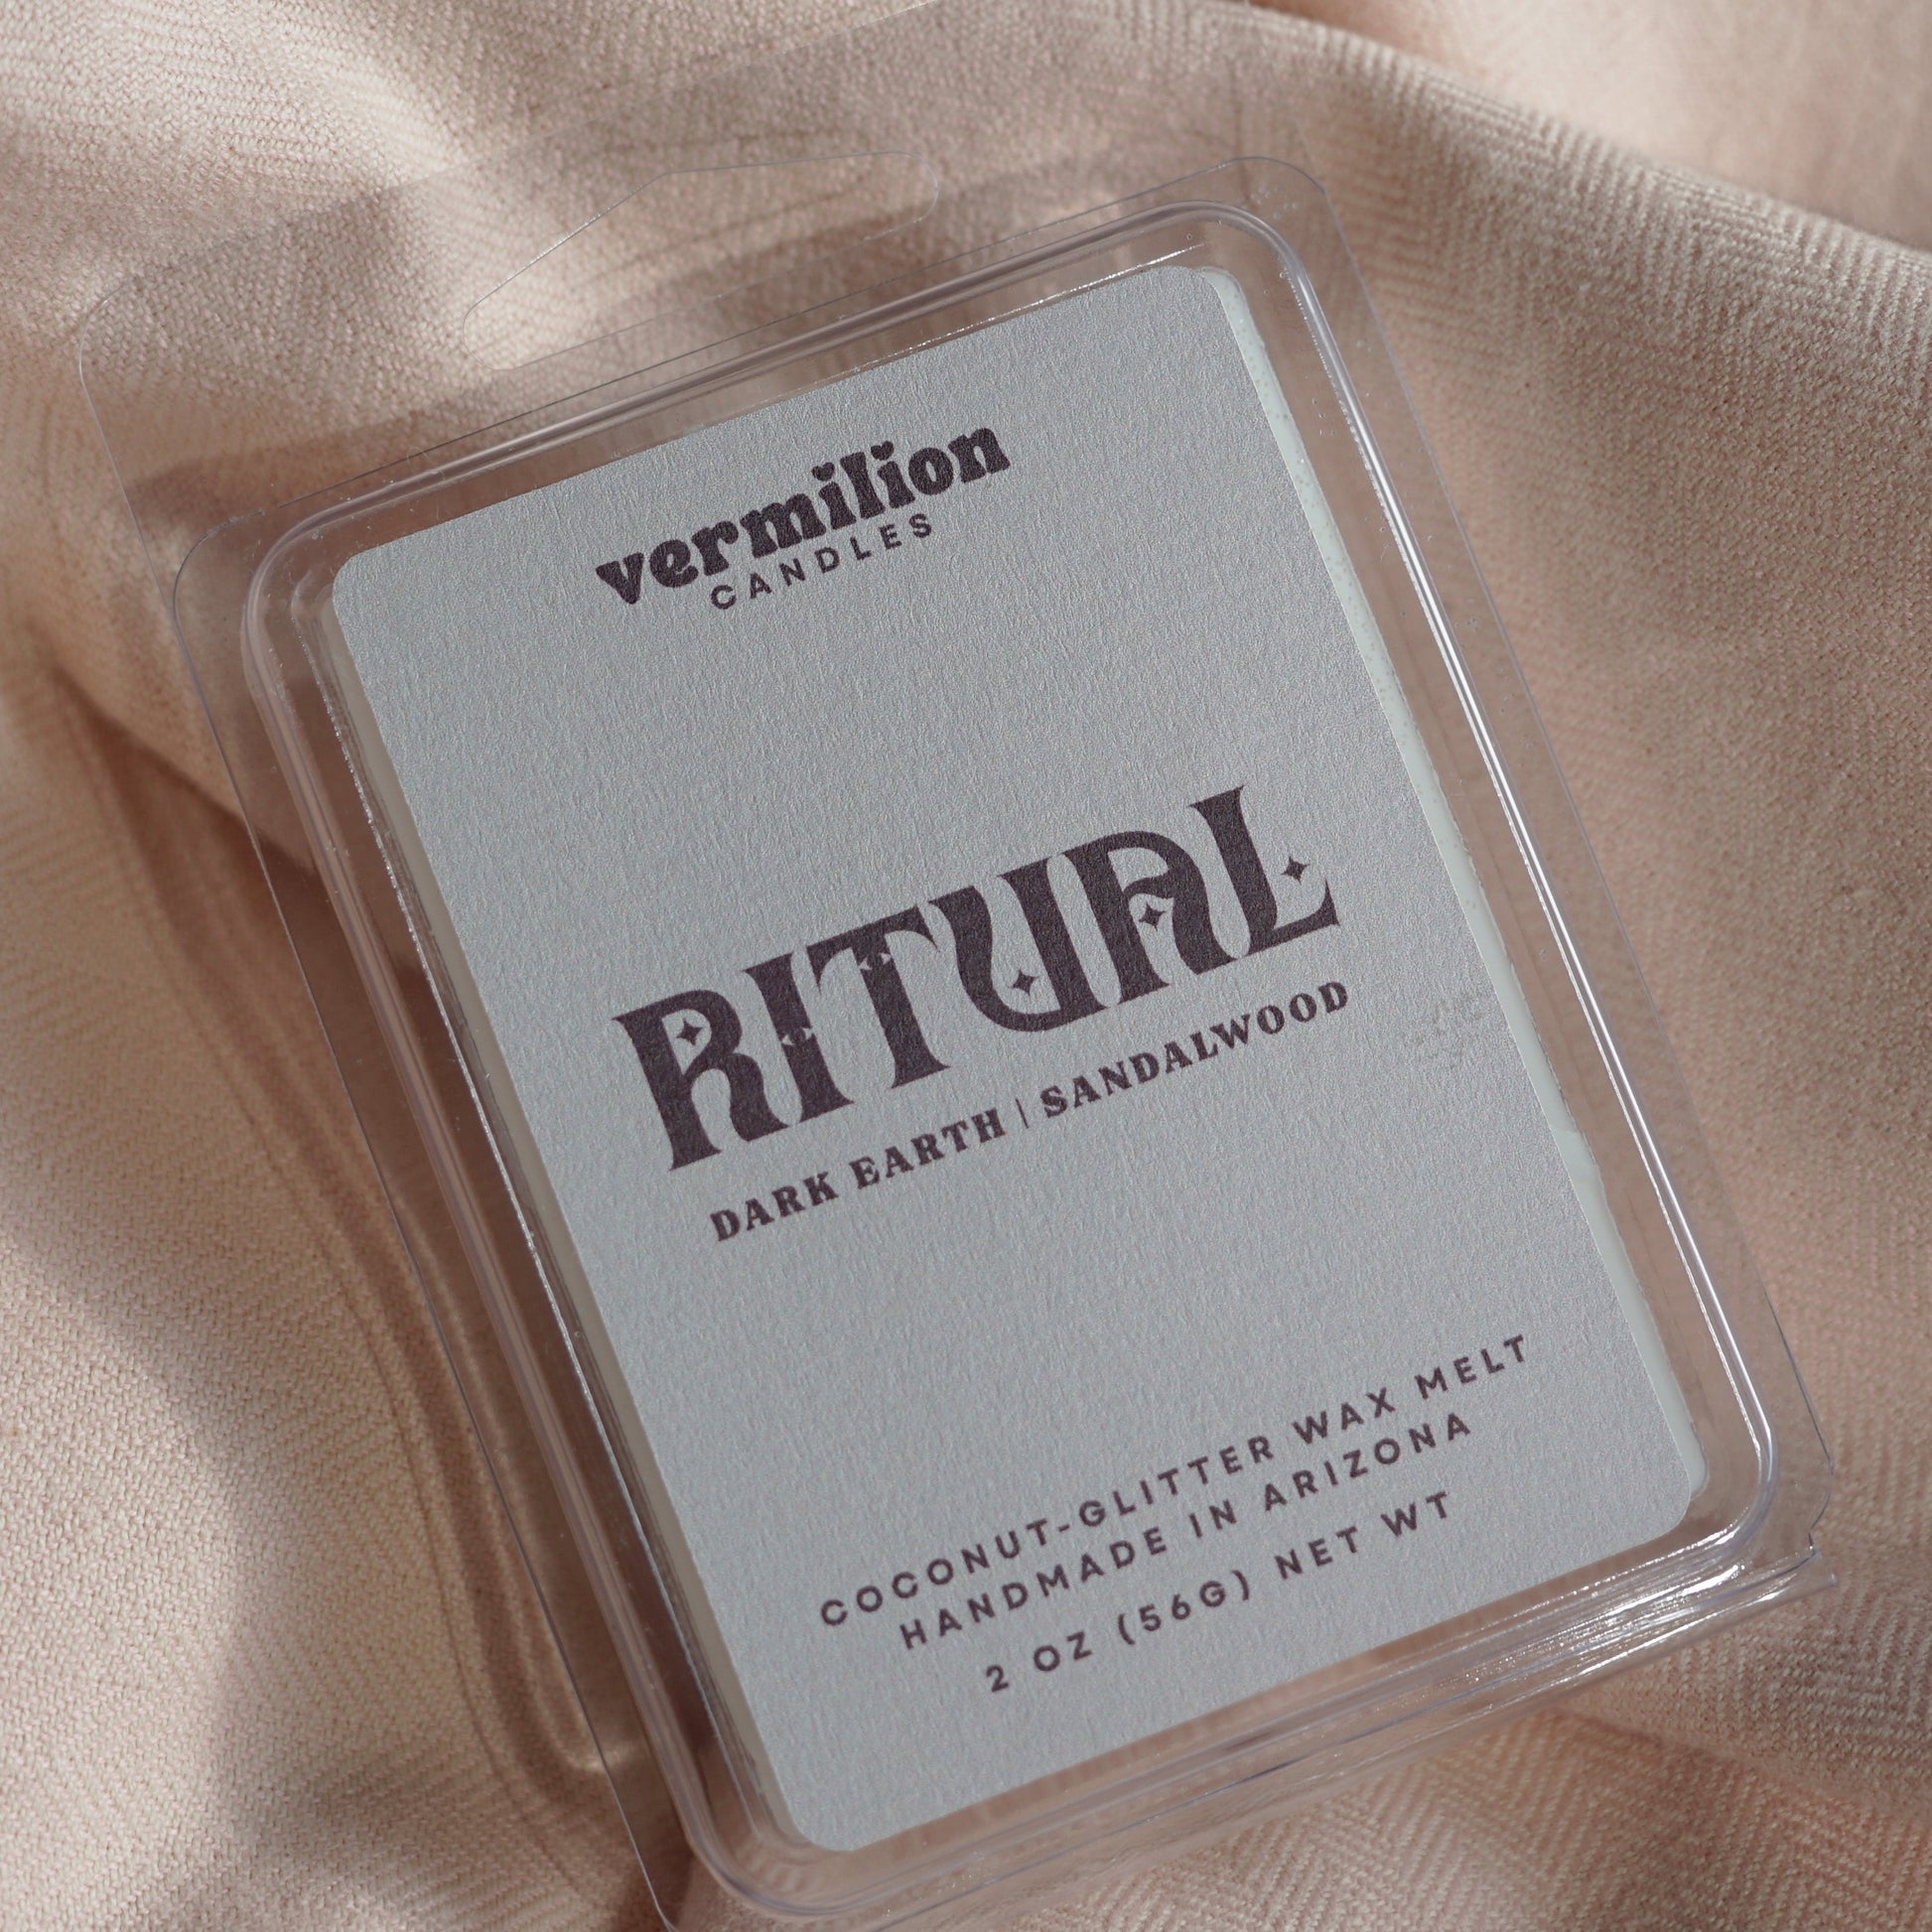 vermilion
CANDLES
RITUAL
DARK EARTH | SANDALWOOD
COCONUT-GLITTER WAX MELT
HANDMADE IN ARIZONA
2 OZ (56G) NET WT